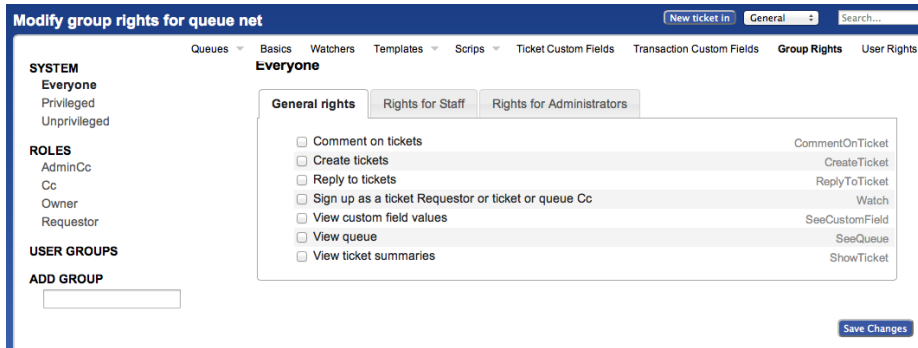 Modify group rights for queue net
New ticket in General Search...
Queues Basics Watchers Templates Scrips Ticket Custom Fields Transaction Custom Fields Group Rights User Rights
SYSTEM
Everyone
Privileged
Unprivileged
ROLES
AdminCc
Cc
Owner
Requestor
USER GROUPS
ADD GROUP
Everyone
General rights Rights for Staff Rights for Administrators
Comment on tickets CommentOnTicket
Create tickets CreateTicket
Reply to tickets ReplyToTicket
Sign up as a ticket Requestor or ticket or queue Cc Watch
View custom field values SeeCustomField
View queue SeeQueue
View ticket summaries ShowTicket
Save Changes